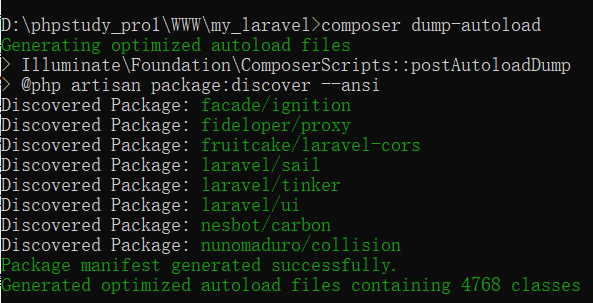 D:\phpstudy_pro1\WWW\my_laravel>composer dump-autoload
Generating optimized autoload files
> Illuminate\Foundation\ComposerScripts::postAutoloadDump
> @php artisan package:discover --ansi
Discovered Package: facade/ignition
Discovered Package: fideloper/proxy
Discovered Package: fruitcake/laravel-cors
Discovered Package: laravel/sail
Discovered Package: laravel/tinker
Discovered Package: laravel/ui
Discovered Package: nesbot/carbon
Discovered Package: nunomaduro/collision
Package manifest generated successfully.
Generated optimized autoload files containing 4768 classes